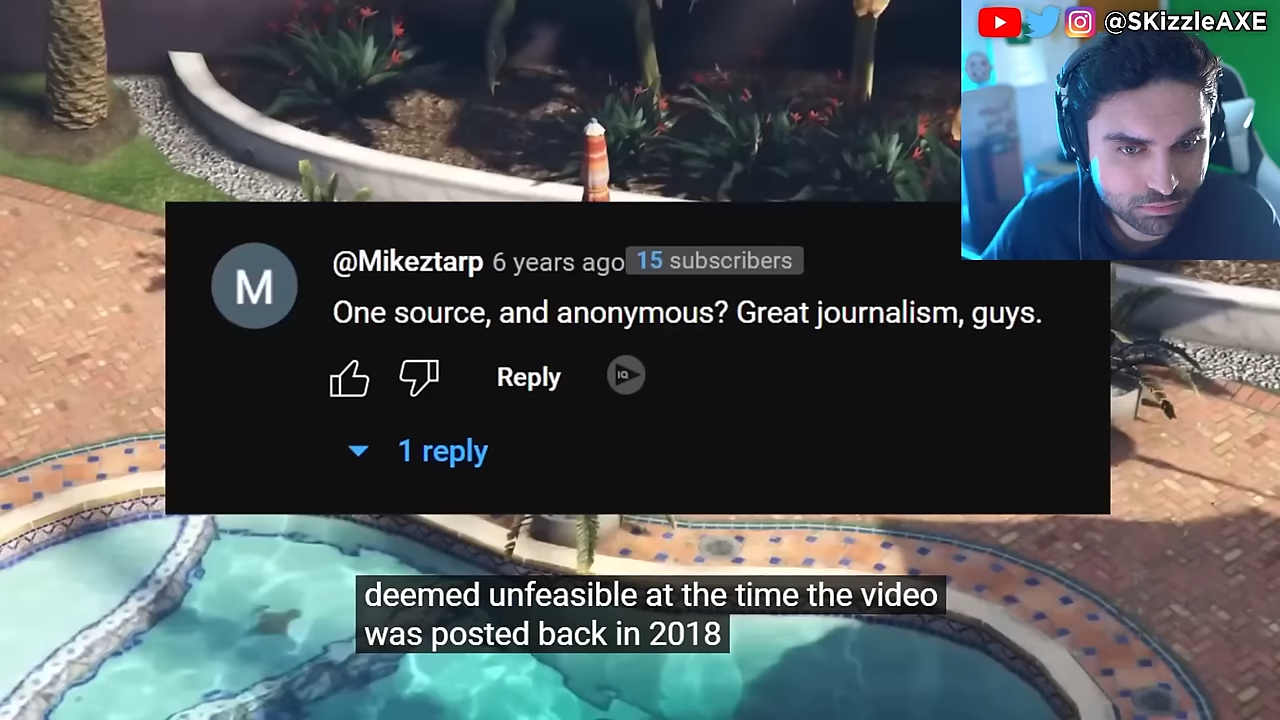 @SKizzleAXE
M
@Mikeztarp 6 years ago 15 subscribers
One source, and anonymous? Great journalism, guys.
Reply
IQ
1 reply
deemed unfeasible at the time the video
was posted back in 2018